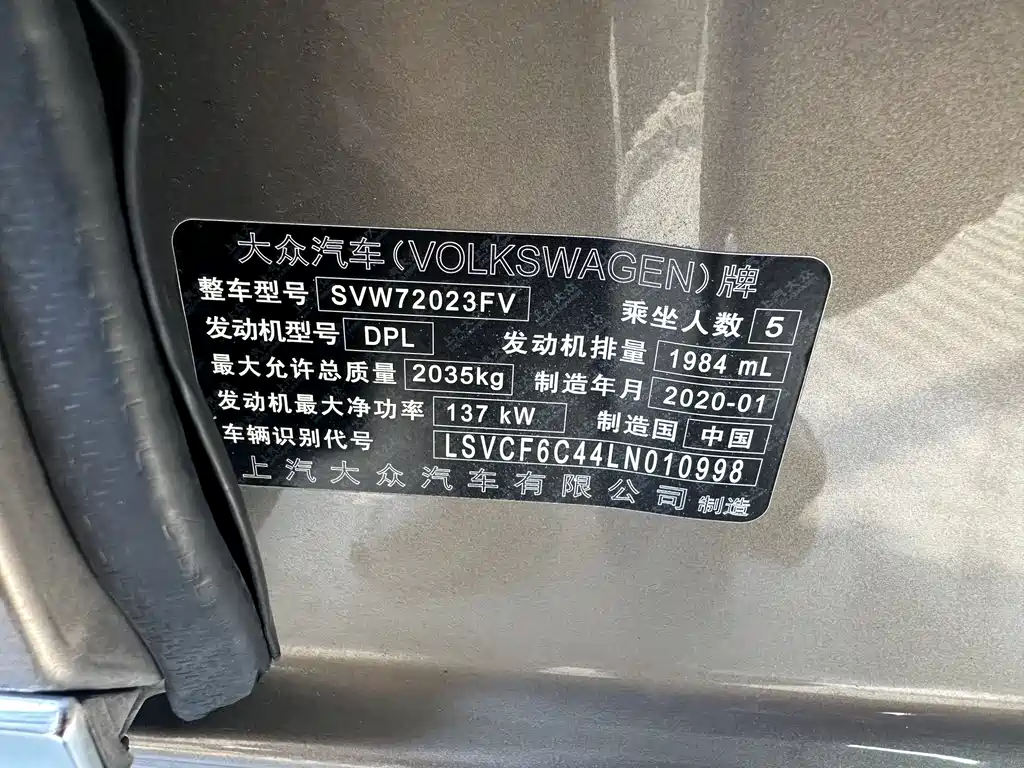 大众汽车(VOLKSWAGEN)牌
整车型号 SVW72023FV 乘坐人数 5
发动机型号 DPL 发动机排量 1984 mL
最大允许总质量 2035kg 制造年月 2020-01
发动机最大净功率 137 kW 制造国 中国
车辆识别代号 LSVCF6C44LN010998
上汽大众汽车有限公司 制造